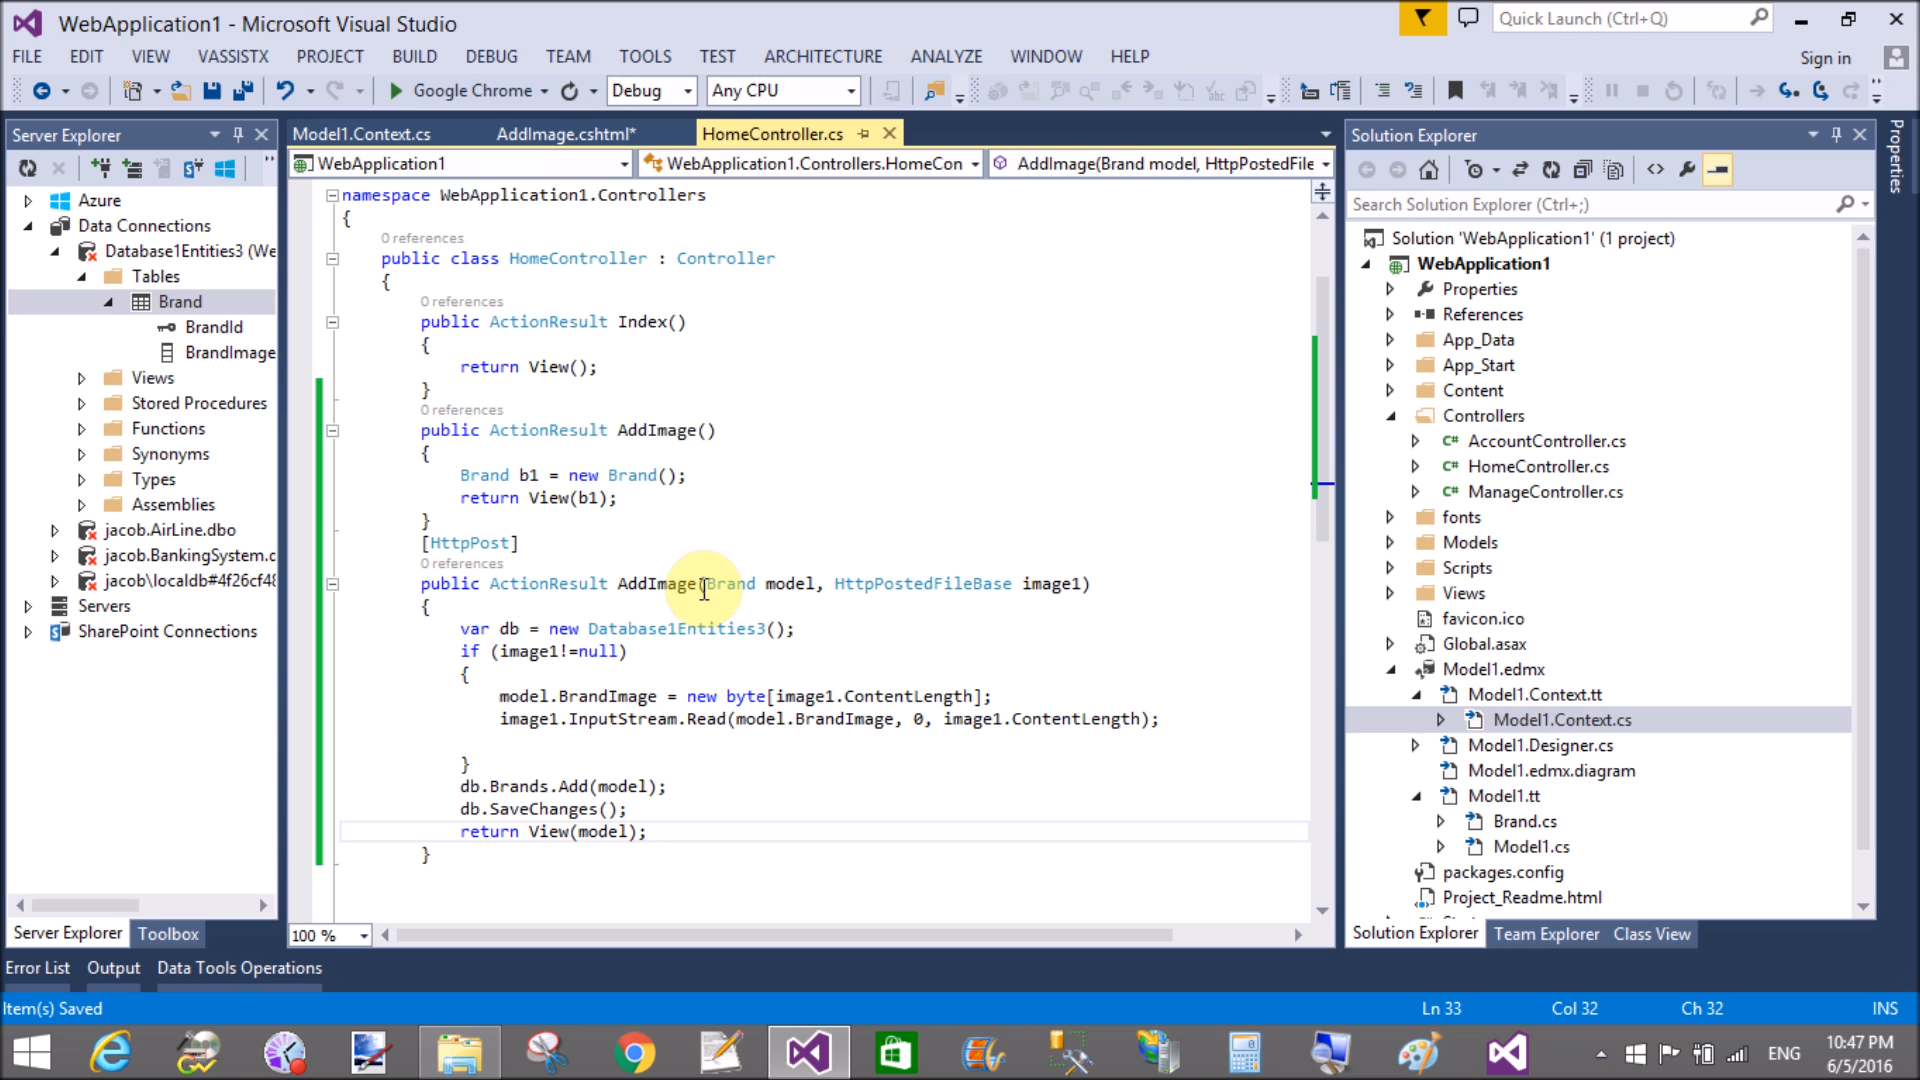 WebApplication1 - Microsoft Visual Studio
Quick Launch (Ctrl+Q)
FILE EDIT VIEW VASSISTX PROJECT BUILD DEBUG TEAM TOOLS TEST ARCHITECTURE ANALYZE WINDOW HELP
Sign in
Google Chrome Debug Any CPU
Server Explorer
Azure
Data Connections
Database1Entities3 (We
Tables
Brand
BrandId
BrandImage
Views
Stored Procedures
Functions
Synonyms
Types
Assemblies
jacob.AirLine.dbo
jacob.BankingSystem.c
jacob\localdb#4f26cf48
Servers
SharePoint Connections
Server Explorer Toolbox
Model1.Context.cs AddImage.cshtml* HomeController.cs
WebApplication1 WebApplication1.Controllers.HomeCon AddImage(Brand model, HttpPostedFile
namespace WebApplication1.Controllers
{
0 references
public class HomeController : Controller
{
0 references
public ActionResult Index()
{
return View();
}
0 references
public ActionResult AddImage()
{
Brand b1 = new Brand();
return View(b1);
}
[HttpPost]
0 references
public ActionResult AddImage(Brand model, HttpPostedFileBase image1)
{
var db = new Database1Entities3();
if (image1!=null)
{
model.BrandImage = new byte[image1.ContentLength];
image1.InputStream.Read(model.BrandImage, 0, image1.ContentLength);
}
db.Brands.Add(model);
db.SaveChanges();
return View(model);
}
100 %
Solution Explorer
Search Solution Explorer (Ctrl+;)
Solution 'WebApplication1' (1 project)
WebApplication1
Properties
References
App_Data
App_Start
Content
Controllers
C# AccountController.cs
C# HomeController.cs
C# ManageController.cs
fonts
Models
Scripts
Views
favicon.ico
Global.asax
Model1.edmx
Model1.Context.tt
Model1.Context.cs
Model1.Designer.cs
Model1.edmx.diagram
Model1.tt
Brand.cs
Model1.cs
packages.config
Project_Readme.html
Solution Explorer Team Explorer Class View
Properties
Error List Output Data Tools Operations
Item(s) Saved Ln 33 Col 32 Ch 32 INS
ENG
10:47 PM
6/5/2016